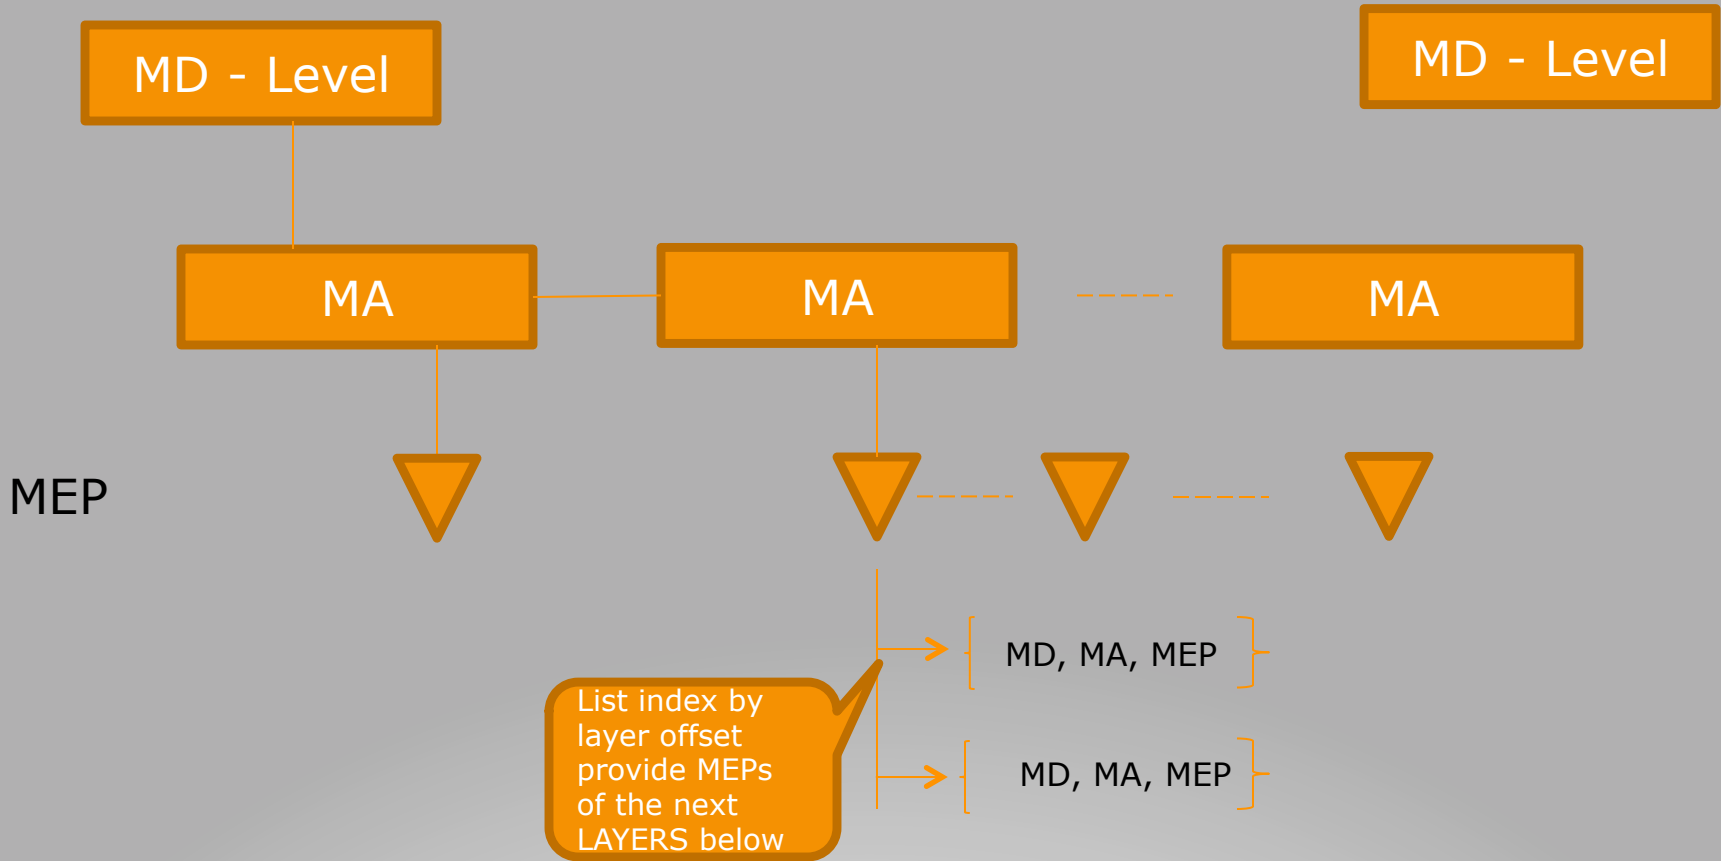 MD - Level
MD - Level
MA
MA
MA
MEP
MD, MA, MEP
List index by
layer offset
provide MEPs
of the next
LAYERS below
MD, MA, MEP